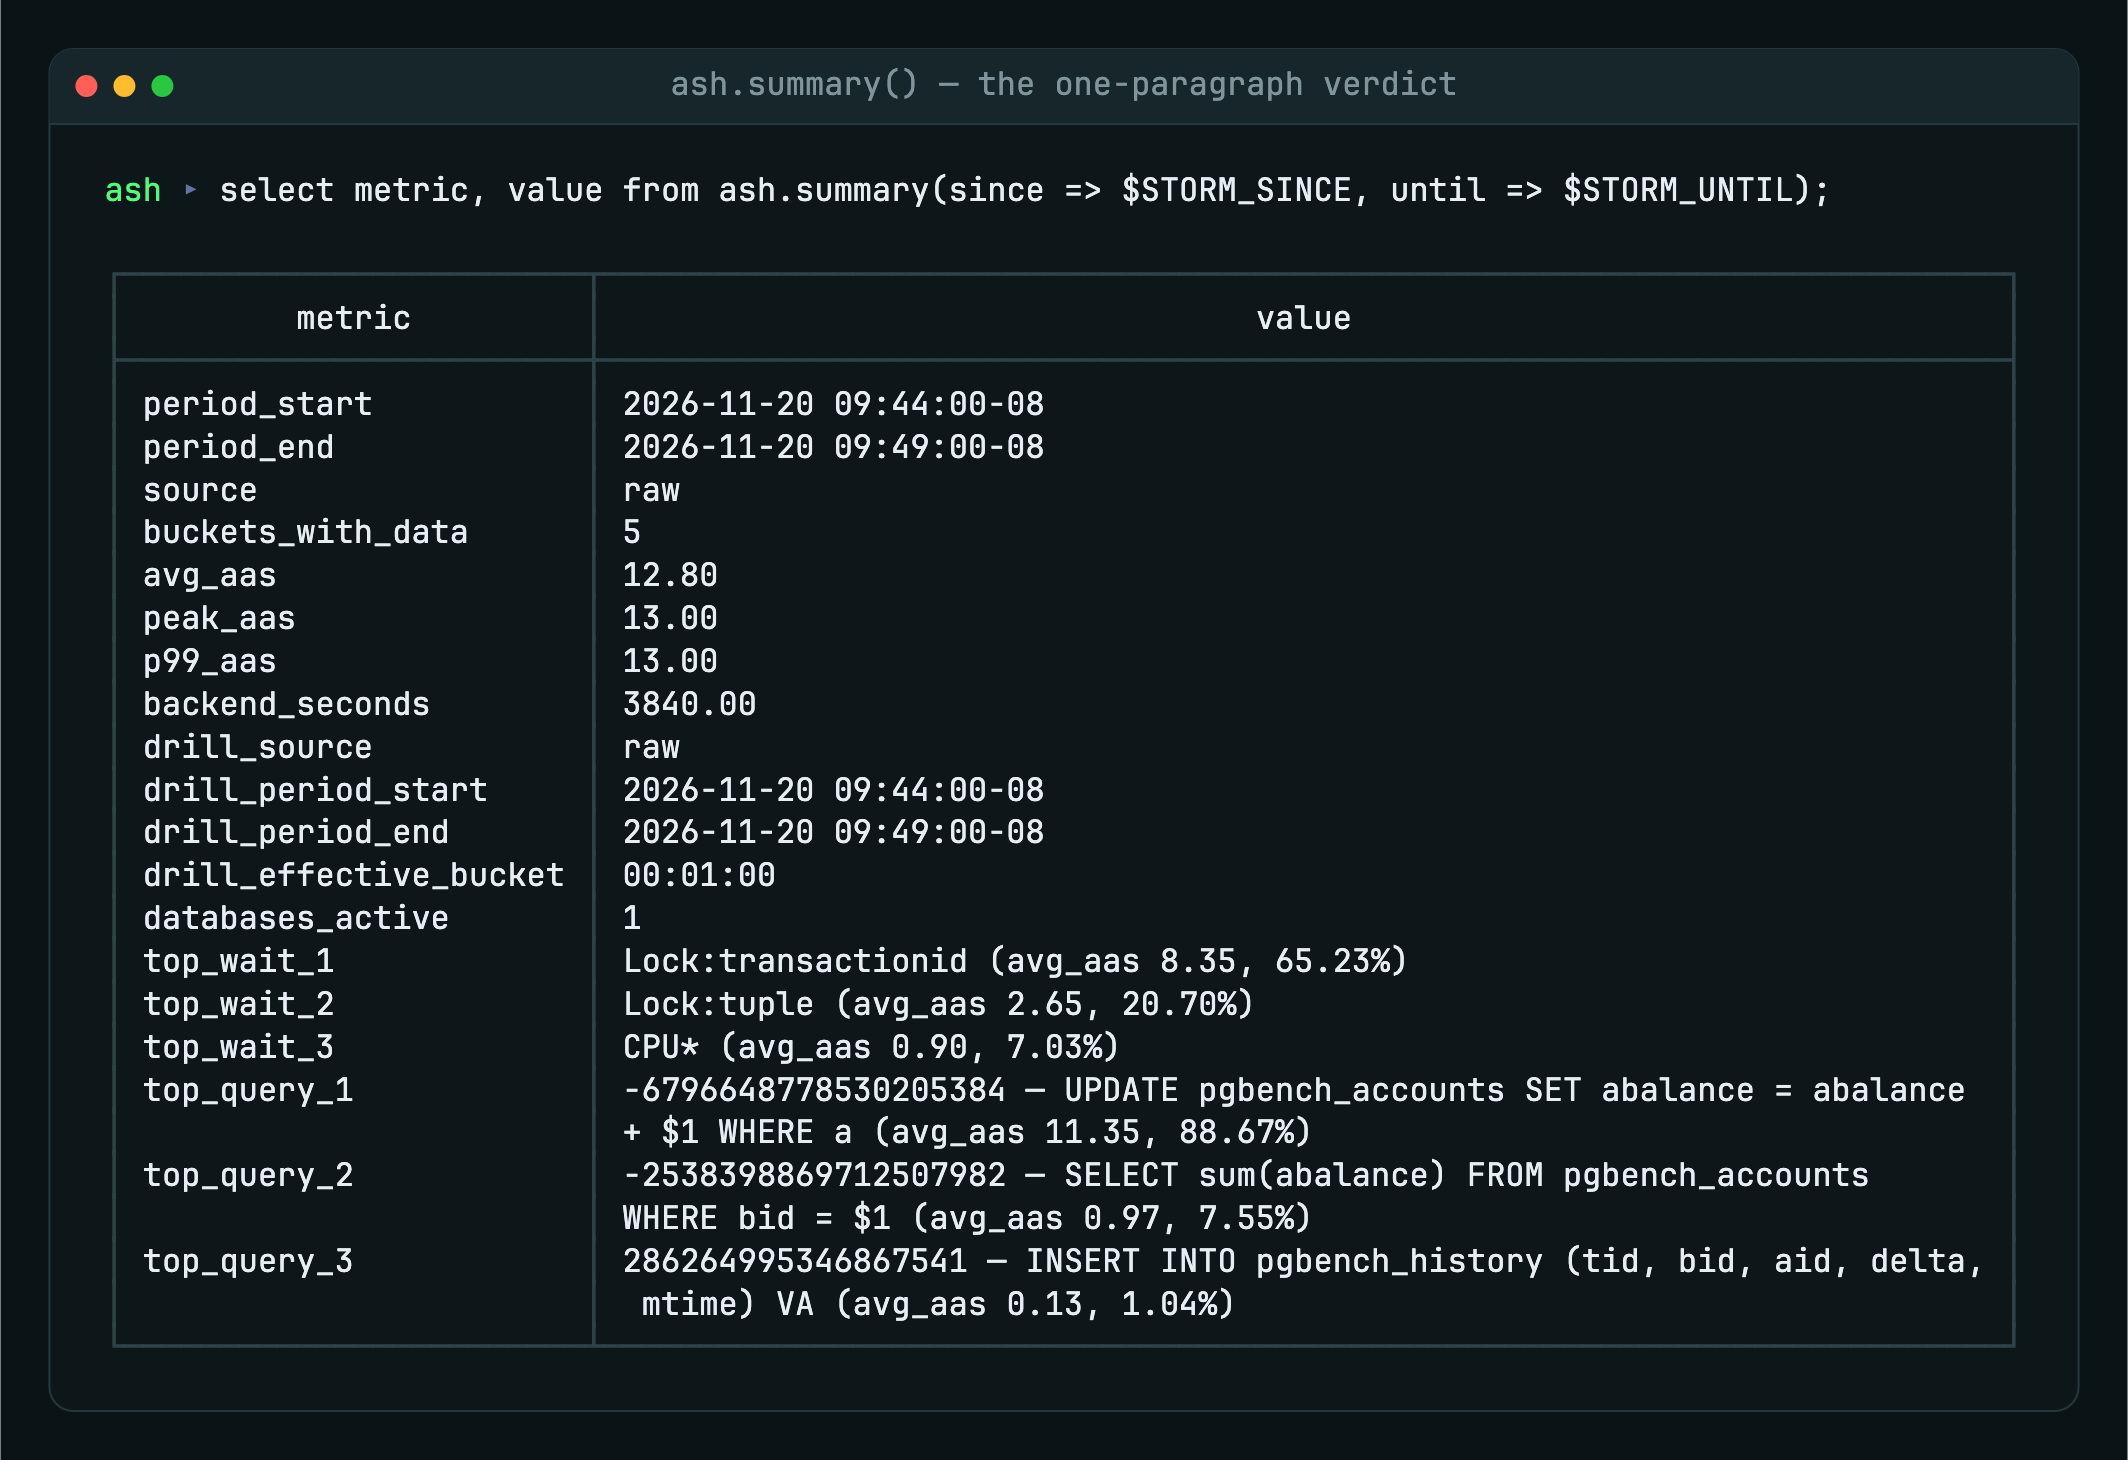 ash.summary() — the one-paragraph verdict
ash ▸ select metric, value from ash.summary(since => $STORM_SINCE, until => $STORM_UNTIL);
metric value
period_start 2026-11-20 09:44:00-08
period_end 2026-11-20 09:49:00-08
source raw
buckets_with_data 5
avg_aas 12.80
peak_aas 13.00
p99_aas 13.00
backend_seconds 3840.00
drill_source raw
drill_period_start 2026-11-20 09:44:00-08
drill_period_end 2026-11-20 09:49:00-08
drill_effective_bucket 00:01:00
databases_active 1
top_wait_1 Lock:transactionid (avg_aas 8.35, 65.23%)
top_wait_2 Lock:tuple (avg_aas 2.65, 20.70%)
top_wait_3 CPU* (avg_aas 0.90, 7.03%)
top_query_1 -6796648778530205384 — UPDATE pgbench_accounts SET abalance = abalance
+ $1 WHERE a (avg_aas 11.35, 88.67%)
top_query_2 -2538398869712507982 — SELECT sum(abalance) FROM pgbench_accounts
WHERE bid = $1 (avg_aas 0.97, 7.55%)
top_query_3 286264995346867541 — INSERT INTO pgbench_history (tid, bid, aid, delta,
mtime) VA (avg_aas 0.13, 1.04%)